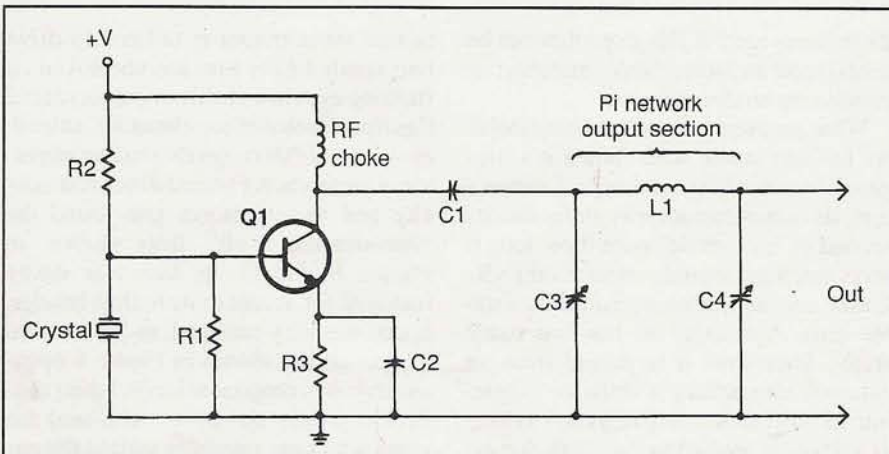 +V
Pi network
output section
RF
choke
R2
Q1
C1
L1
C3
C4
Out
Crystal
R1
R3
C2